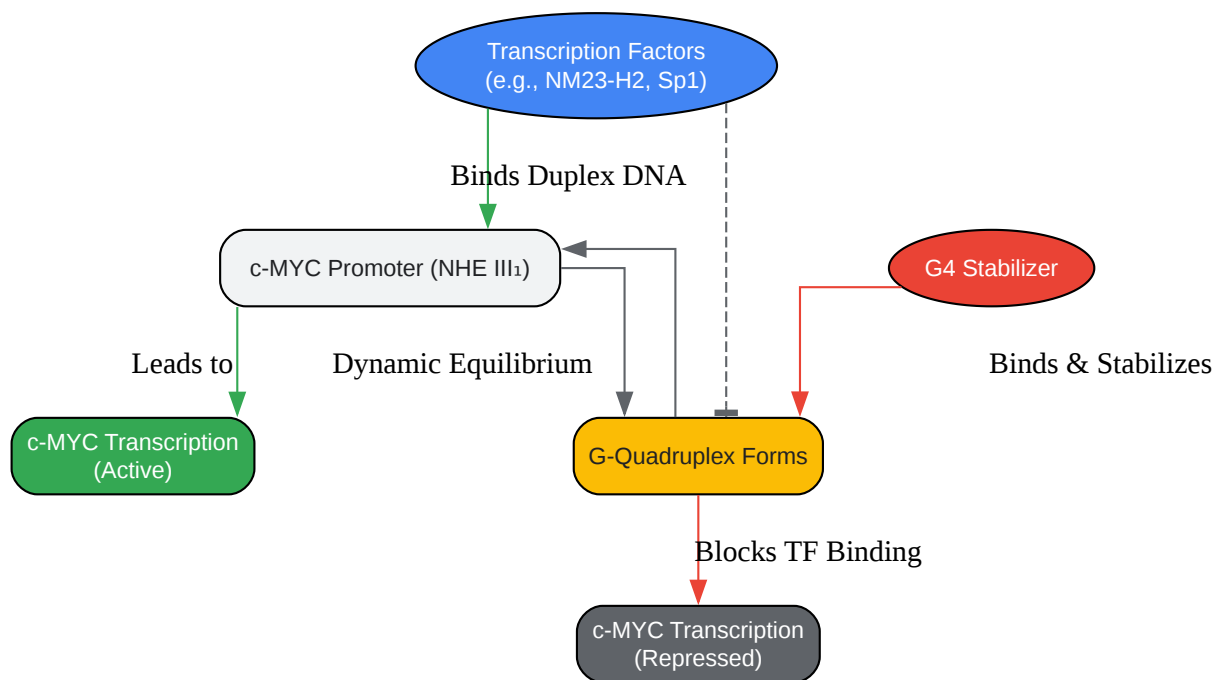 Transcription Factors
(e.g., NM23-H2, Sp1)
Binds Duplex DNA
c-MYC Promoter (NHE III₁)
G4 Stabilizer
Leads to
Dynamic Equilibrium
Binds & Stabilizes
c-MYC Transcription
(Active)
G-Quadruplex Forms
Blocks TF Binding
c-MYC Transcription
(Repressed)